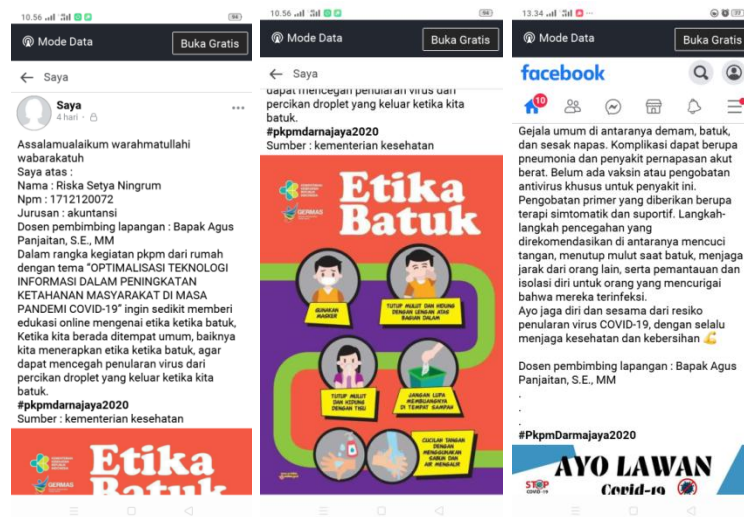 10.56
Mode Data
Buka Gratis
Saya
Saya
4 hari
Assalamualaikum warahmatullahi
wabarakatuh
Saya atas :
Nama : Riska Setya Ningrum
Npm : 1712120072
Jurusan : akuntansi
Dosen pembimbing lapangan : Bapak Agus
Panjaitan, S.E., MM
Dalam rangka kegiatan pkpm dari rumah
dengan tema “OPTIMALISASI TEKNOLOGI
INFORMASI DALAM PENINGKATAN
KETAHANAN MASYARAKAT DI MASA
PANDEMI COVID-19” ingin sedikit memberi
edukasi online mengenai etika ketika batuk,
Ketika kita berada ditempat umum, baiknya
kita menerapkan etika ketika batuk, agar
dapat mencegah penularan virus dari
percikan droplet yang keluar ketika kita
batuk.
#pkpmdarnajaya2020
Sumber : kementerian kesehatan
GERMAS
Etika
Batuk
10.56
Mode Data
Buka Gratis
Saya
dapat mencegah penularan virus dari
percikan droplet yang keluar ketika kita
batuk.
#pkpmdarnajaya2020
Sumber : kementerian kesehatan
GERMAS
Etika
Batuk
GUNAKAN
MASKER
TUTUP MULUT DAN HIDUNG
DENGAN LENGAN ATAS
BAGIAN DALAM
TUTUP MULUT
DAN HIDUNG
DENGAN TISU
JANGAN LUPA
MEMBUANGNYA
DI TEMPAT SAMPAH
CUCILAH TANGAN
DENGAN
MENGGUNAKAN
SABUN DAN
AIR MENGALIR
13.34
Mode Data
Buka Gratis
facebook
10
Gejala umum di antaranya demam, batuk,
dan sesak napas. Komplikasi dapat berupa
pneumonia dan penyakit pernapasan akut
berat. Belum ada vaksin atau pengobatan
antivirus khusus untuk penyakit ini.
Pengobatan primer yang diberikan berupa
terapi simtomatik dan suportif. Langkah-
langkah pencegahan yang
direkomendasikan di antaranya mencuci
tangan, menutup mulut saat batuk, menjaga
jarak dari orang lain, serta pemantauan dan
isolasi diri untuk orang yang mencurigai
bahwa mereka terinfeksi.
Ayo jaga diri dan sesama dari resiko
penularan virus COVID-19, dengan selalu
menjaga kesehatan dan kebersihan
Dosen pembimbing lapangan : Bapak Agus
Panjaitan, S.E., MM
.
.
.
#PkpmDarmajaya2020
STOP
COVID-19
AYO LAWAN
Covid-19